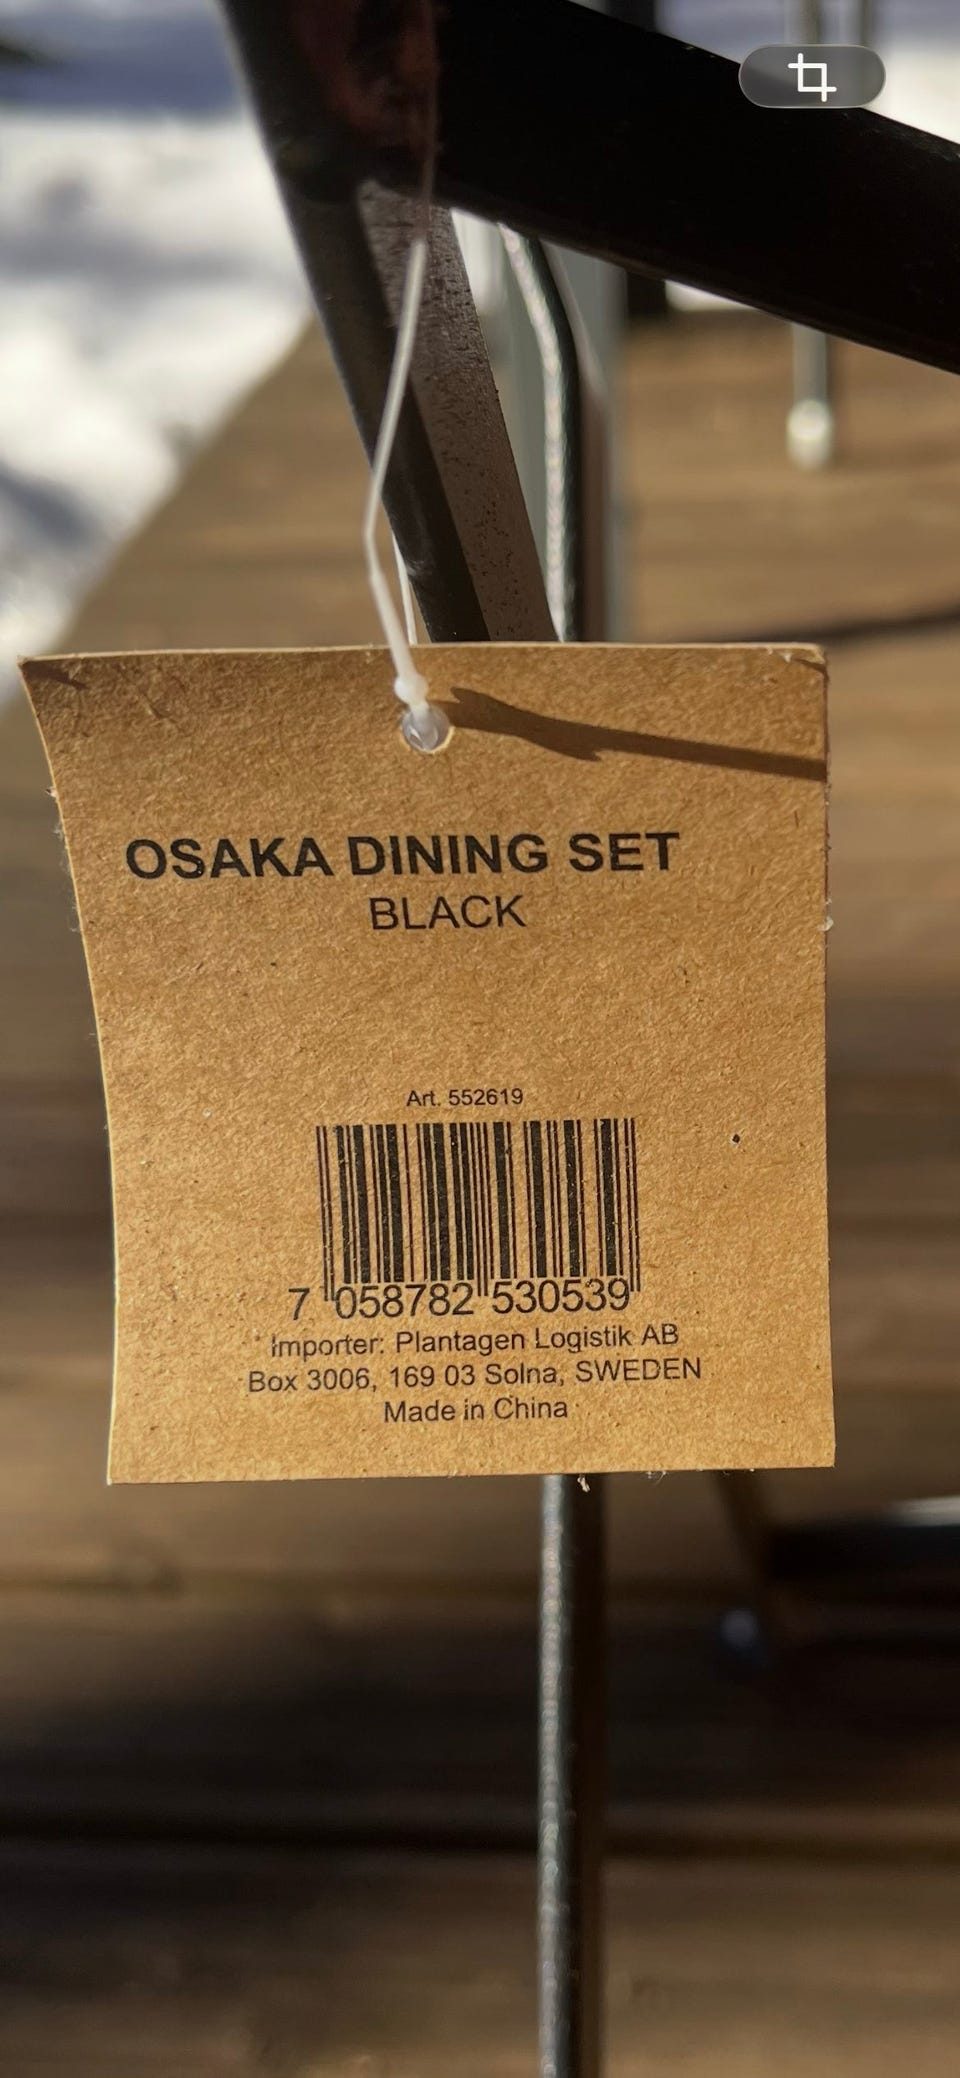 OSAKA DINING SET
BLACK
Art. 552619
7 058782 530539
Importer: Plantagen Logistik AB
Box 3006, 169 03 Solna, SWEDEN
Made in China